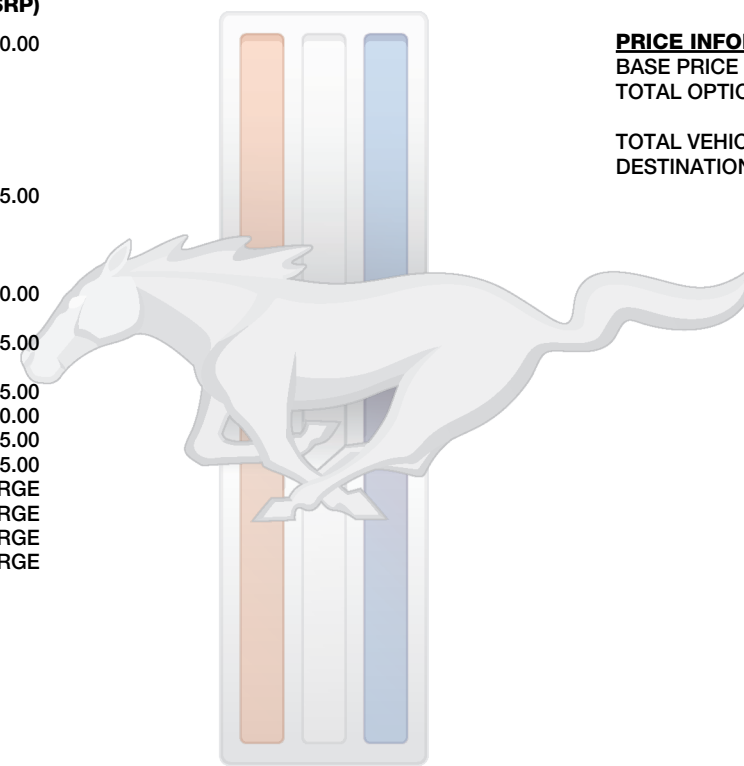 SRP)
0.00
5.00
0.00
5.00
5.00
0.00
5.00
5.00
RGE
RGE
RGE
RGE
PRICE INFO
BASE PRICE
TOTAL OPTIO
TOTAL VEHIC
DESTINATION